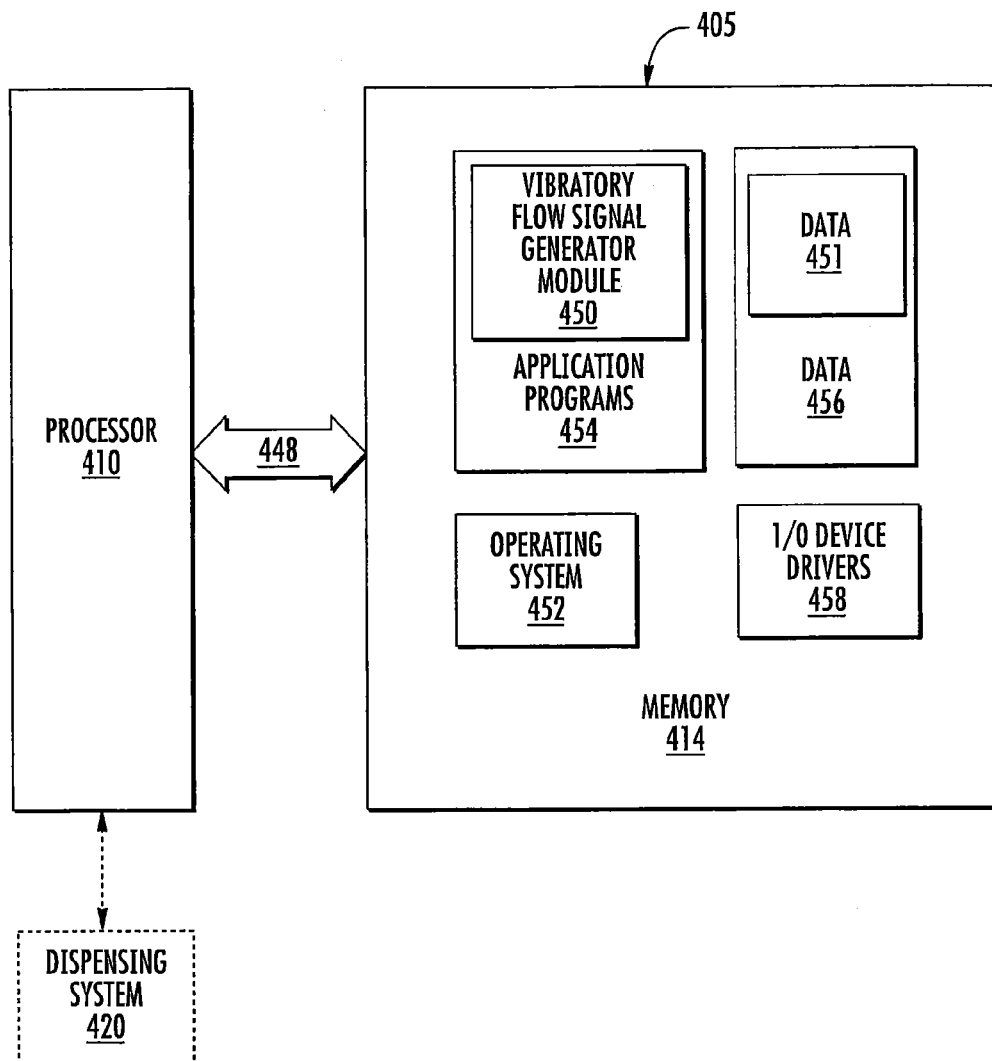 405
VIBRATORY
FLOW SIGNAL
GENERATOR
MODULE
450
APPLICATION
PROGRAMS
454
DATA
451
DATA
456
PROCESSOR
410
448
OPERATING
SYSTEM
452
1/0 DEVICE
DRIVERS
458
MEMORY
414
DISPENSING
SYSTEM
420